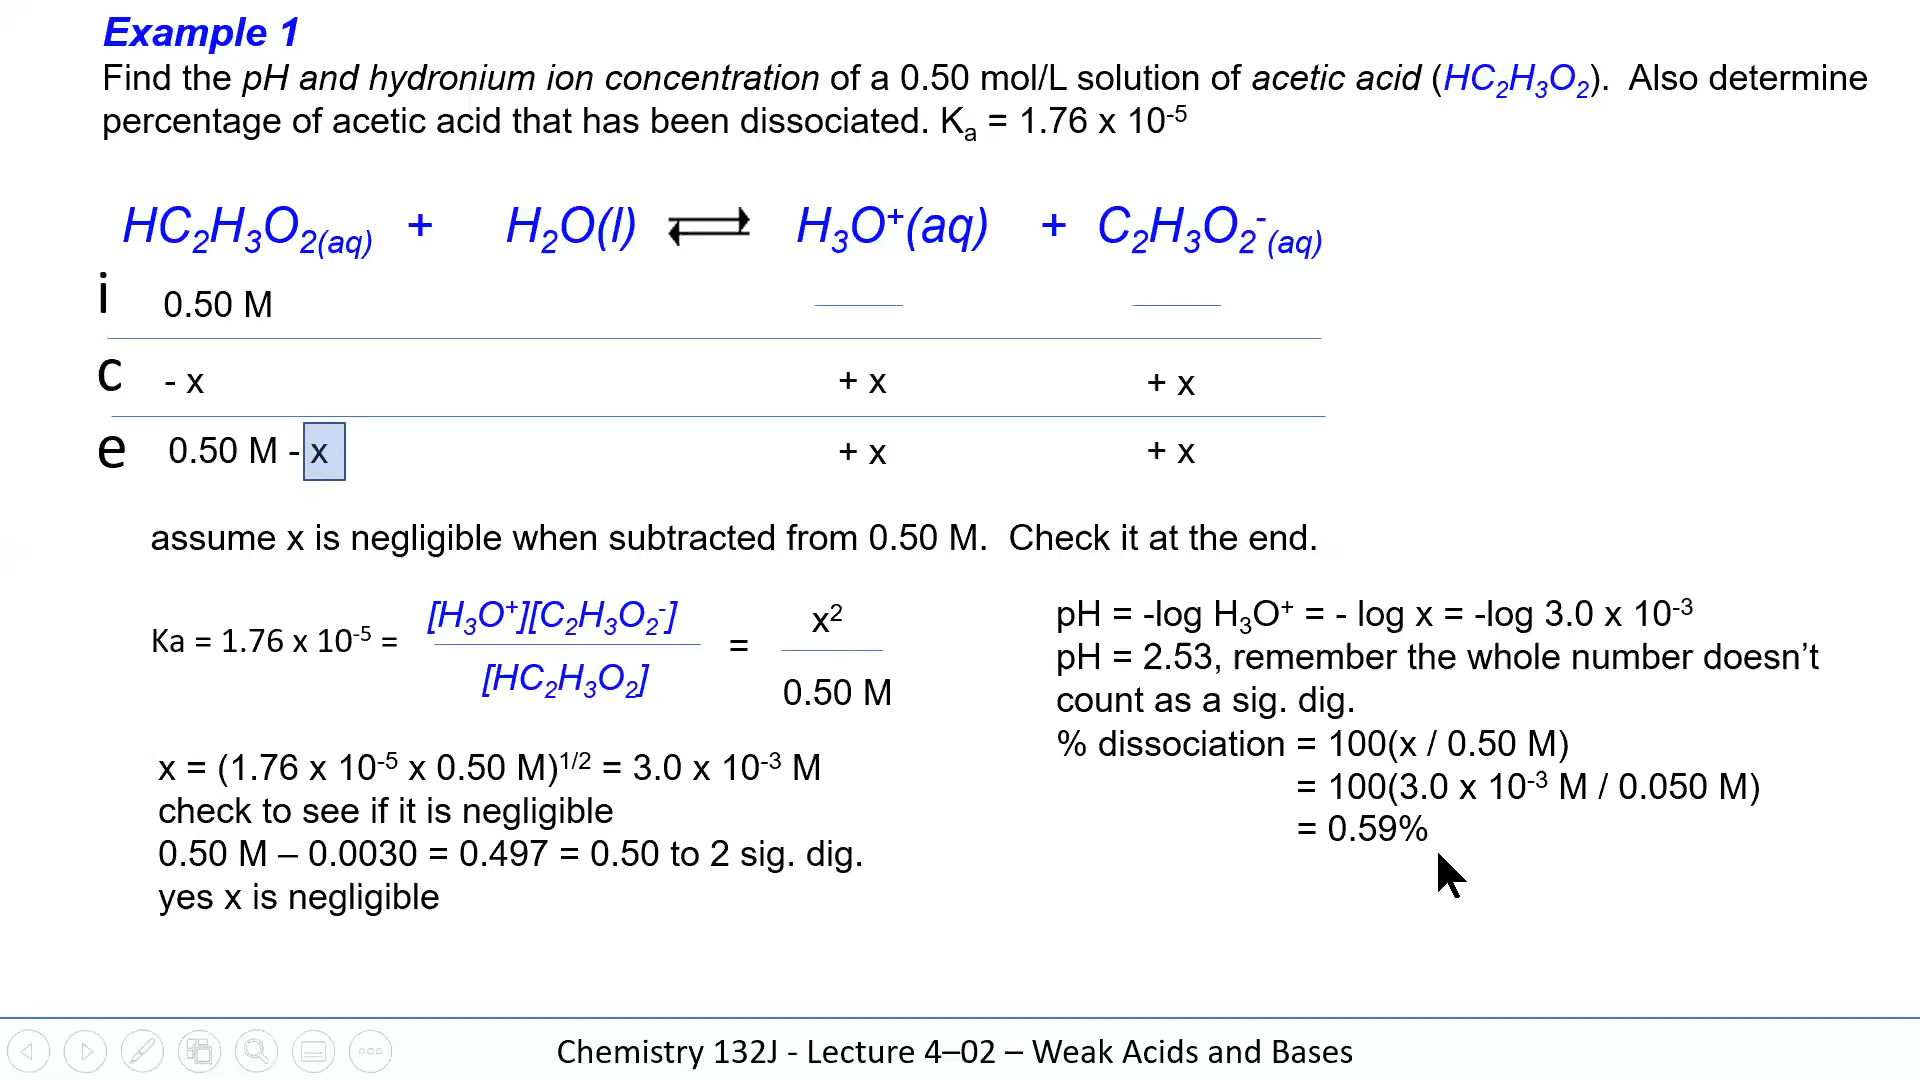 Example 1
Find the pH and hydronium ion concentration of a 0.50 mol/L solution of acetic acid (HC₂H₃O₂).  Also determine
percentage of acetic acid that has been dissociated. Kₐ = 1.76 x 10⁻⁵
HC₂H₃O₂₍aq₎ + H₂O(l) ⇌ H₃O⁺(aq) + C₂H₃O₂⁻(aq)
i 0.50 M ____ ____
c - x + x + x
e 0.50 M - x + x + x
assume x is negligible when subtracted from 0.50 M.  Check it at the end.
Ka = 1.76 x 10⁻⁵ = [H₃O⁺][C₂H₃O₂⁻] / [HC₂H₃O₂] = x² / 0.50 M
x = (1.76 x 10⁻⁵ x 0.50 M)¹ᐟ² = 3.0 x 10⁻³ M
check to see if it is negligible
0.50 M – 0.0030 = 0.497 = 0.50 to 2 sig. dig.
yes x is negligible
pH = -log H₃O⁺ = - log x = -log 3.0 x 10⁻³
pH = 2.53, remember the whole number doesn’t
count as a sig. dig.
% dissociation = 100(x / 0.50 M)
= 100(3.0 x 10⁻³ M / 0.050 M)
= 0.59%
Chemistry 132J - Lecture 4–02 – Weak Acids and Bases